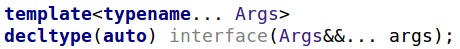 template<typename... Args>
decltype(auto) interface(Args&&... args);